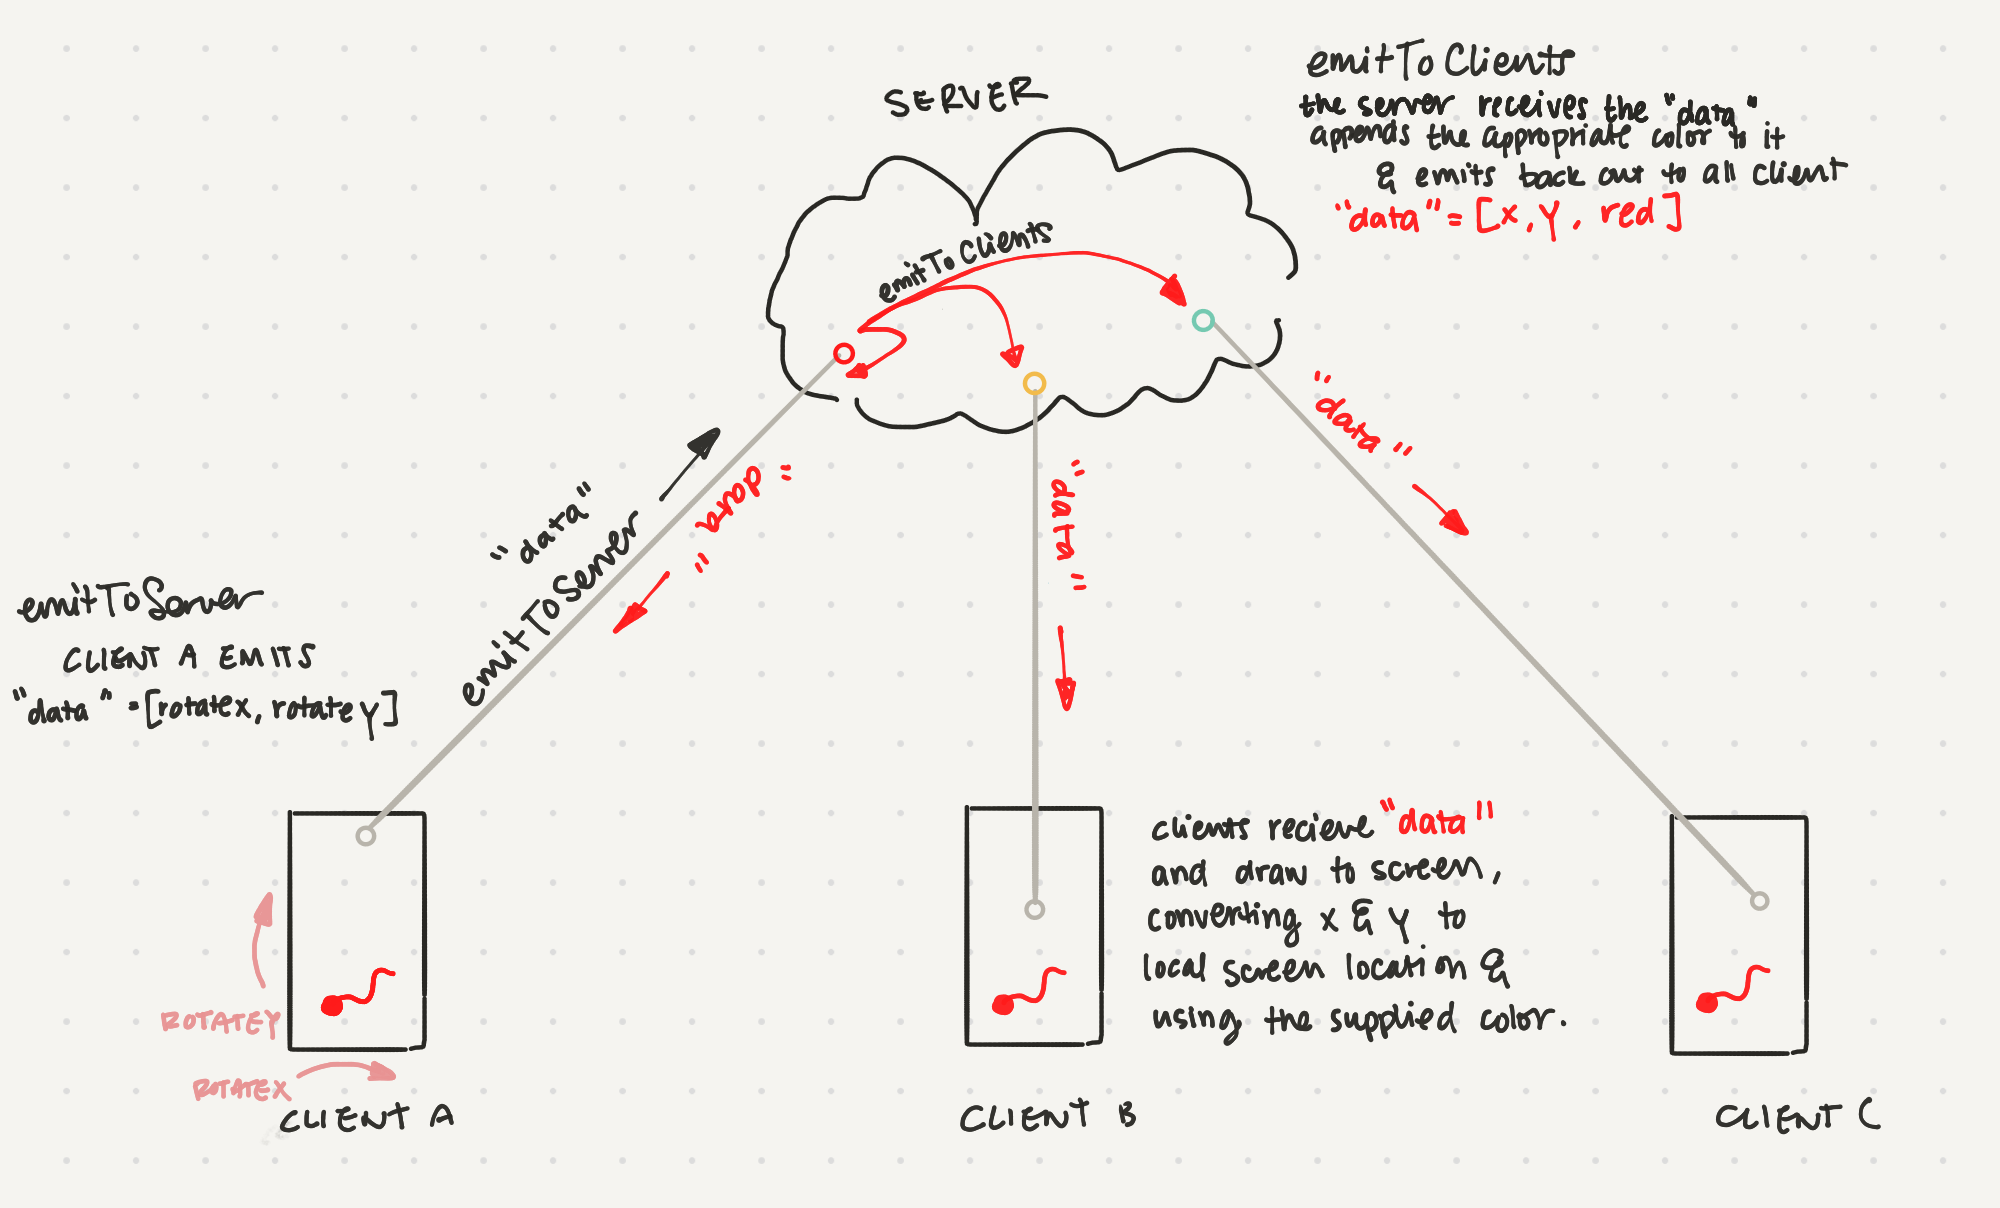 SERVER
emitToClients
the server receives the "data"
appends the appropriate color to it
& emits back out to all client
"data" = [x, Y, red]
emitToClients
"data"
emitToServer
"data"
"data"
"data"
emitToServer
CLIENT A EMITS
"data" = [rotatex, rotatey]
clients recieve "data"
and draw to screen,
converting x & y to
local screen location &
using the supplied color.
ROTATEY
ROTATEX
CLIENT A
CLIENT B
CLIENT C